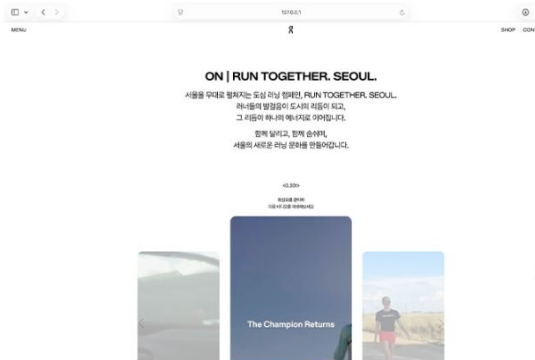 127.0.0.1
MENU
SHOP
ON | RUN TOGETHER. SEOUL.
서울을 무대로 펼쳐지는 도심 러닝 캠페인, RUN TOGETHER. SEOUL.
러너들의 발걸음이 도시의 리듬이 되고,
그 리듬이 하나의 에너지로 이어집니다.
함께 달리고, 함께 숨쉬며,
서울의 새로운 러닝 문화를 만들어갑니다.
The Champion Returns